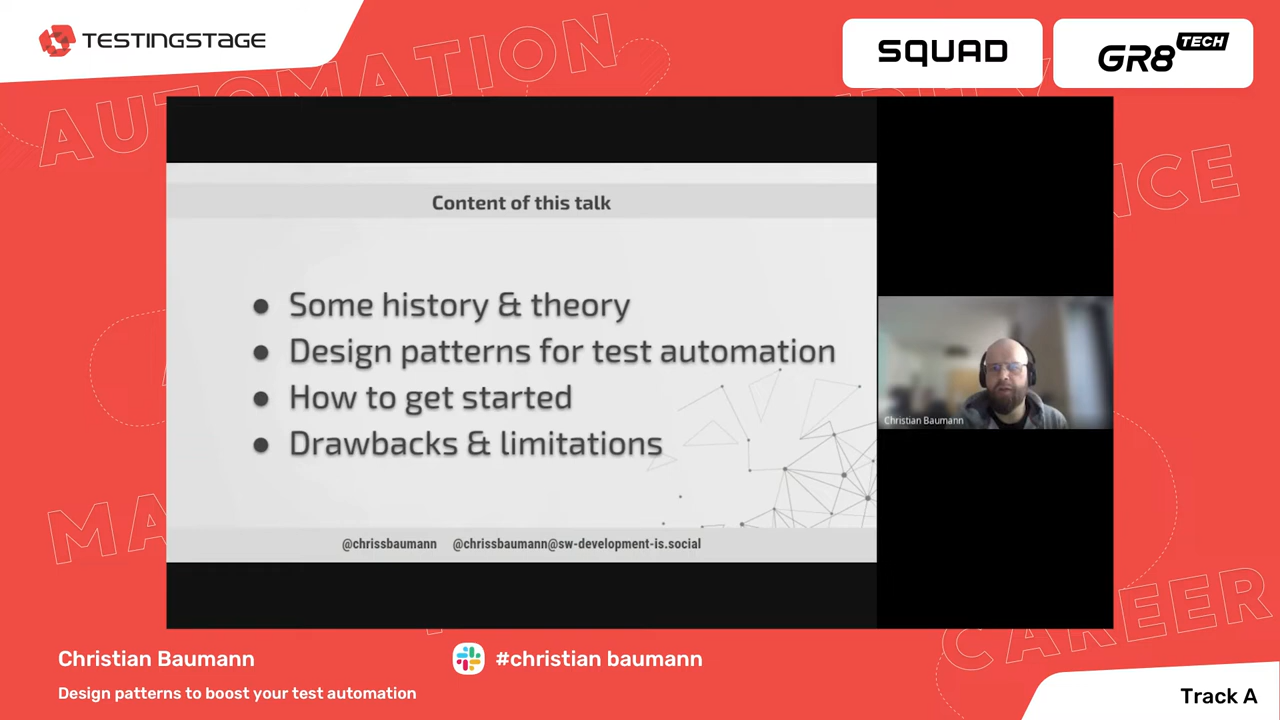 TESTINGSTAGE
SQUAD
GR8 TECH
AUTOMATION
Content of this talk
● Some history & theory
● Design patterns for test automation
● How to get started
● Drawbacks & limitations
@chrissbaumann @chrissbaumann@sw-development-is.social
Christian Baumann
CAREER
Christian Baumann
#christian baumann
Design patterns to boost your test automation
Track A